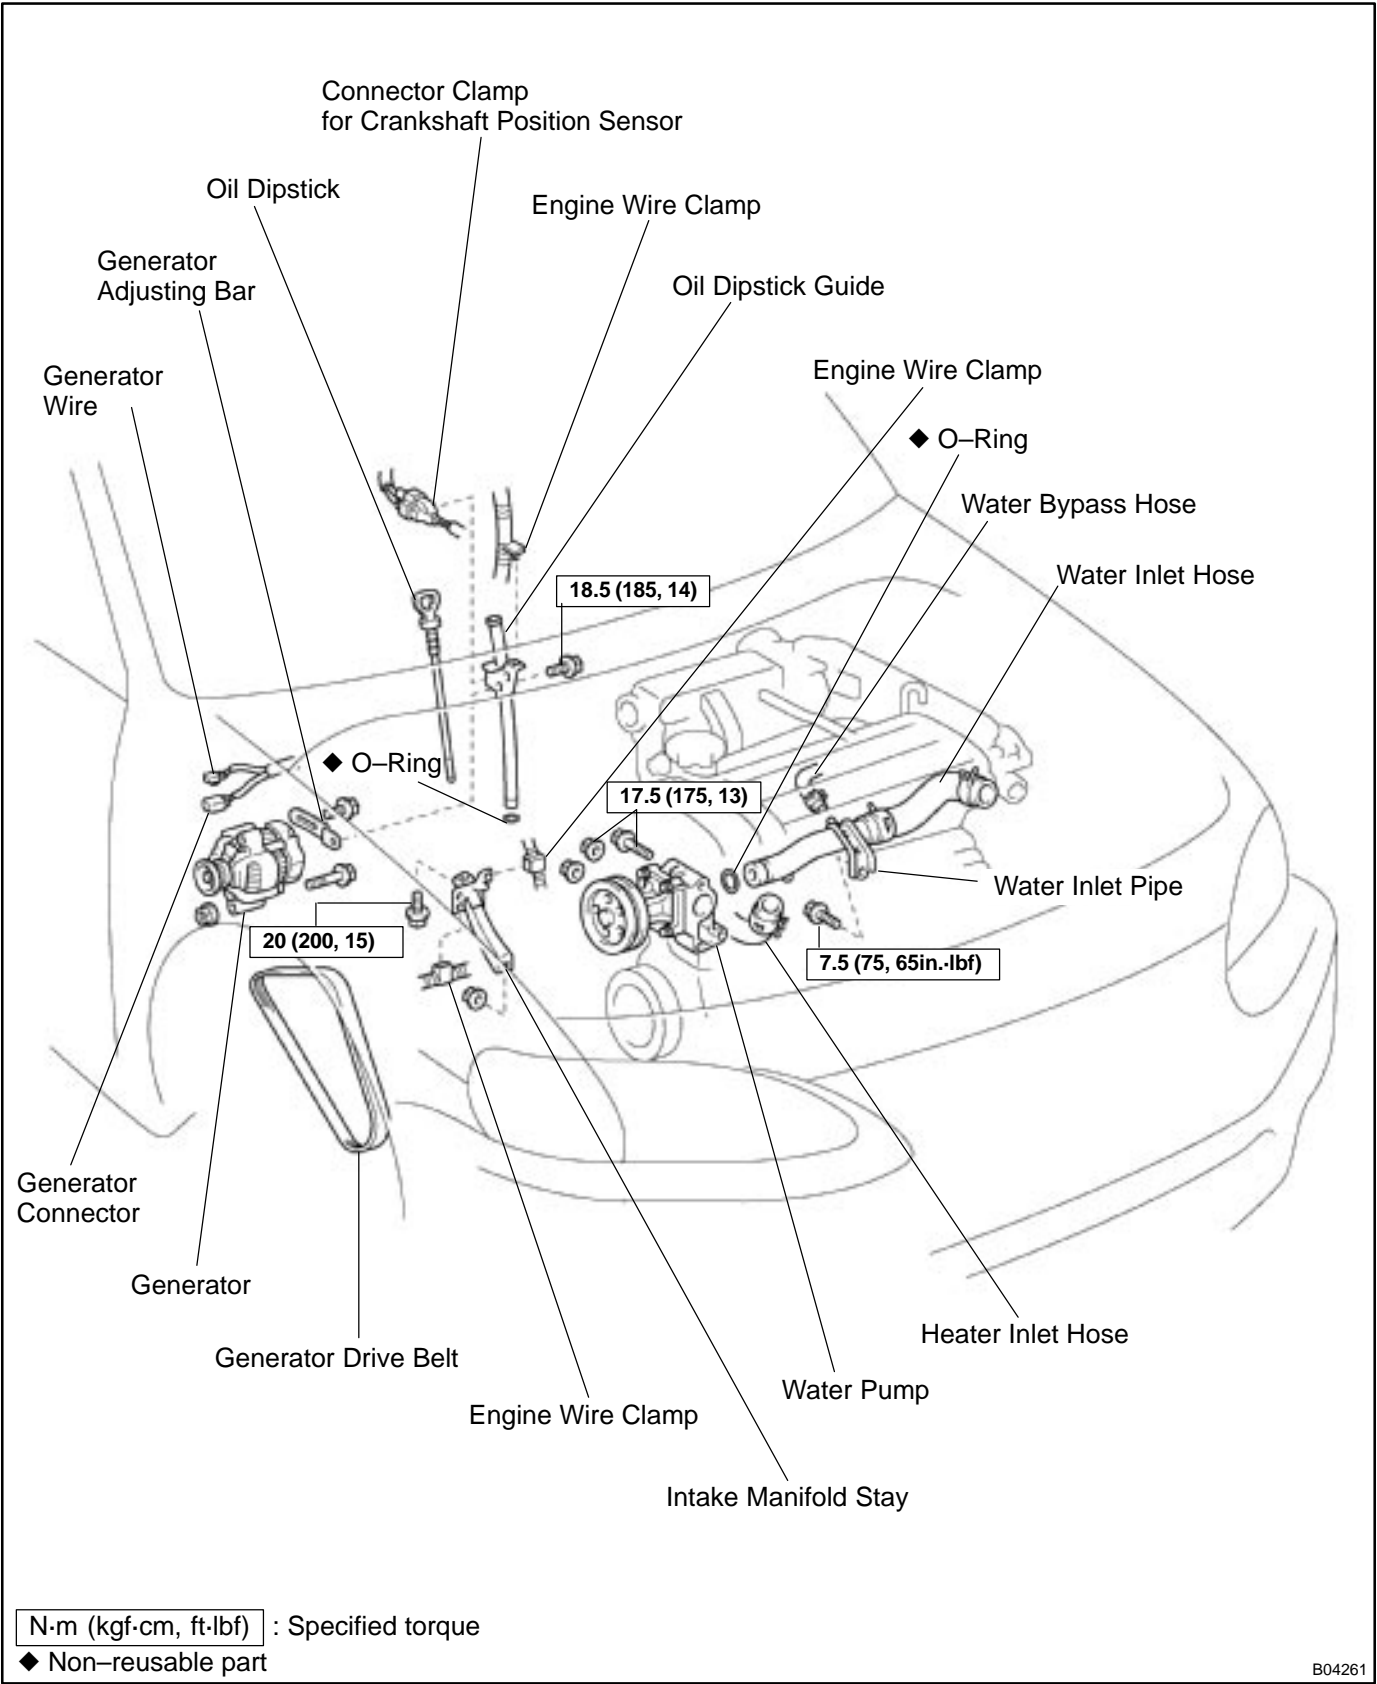 Connector Clamp
for Crankshaft Position Sensor
Oil Dipstick
Engine Wire Clamp
Generator
Adjusting Bar
Oil Dipstick Guide
Generator
Wire
Engine Wire Clamp
◆ O–Ring
Water Bypass Hose
Water Inlet Hose
18.5 (185, 14)
◆ O–Ring
17.5 (175, 13)
Water Inlet Pipe
20 (200, 15)
7.5 (75, 65in.·lbf)
Generator
Connector
Generator
Generator Drive Belt
Heater Inlet Hose
Water Pump
Engine Wire Clamp
Intake Manifold Stay
N·m (kgf·cm, ft·lbf) : Specified torque
◆ Non–reusable part
B04261